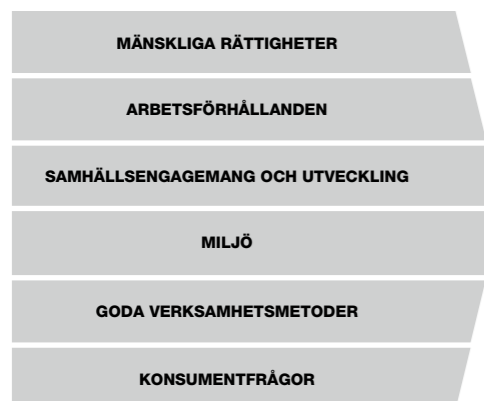 MÄNSKLIGA RÄTTIGHETER
ARBETSFÖRHÅLLANDEN
SAMHÄLLSENGAGEMANG OCH UTVECKLING
MILJÖ
GODA VERKSAMHETSMETODER
KONSUMENTFRÅGOR